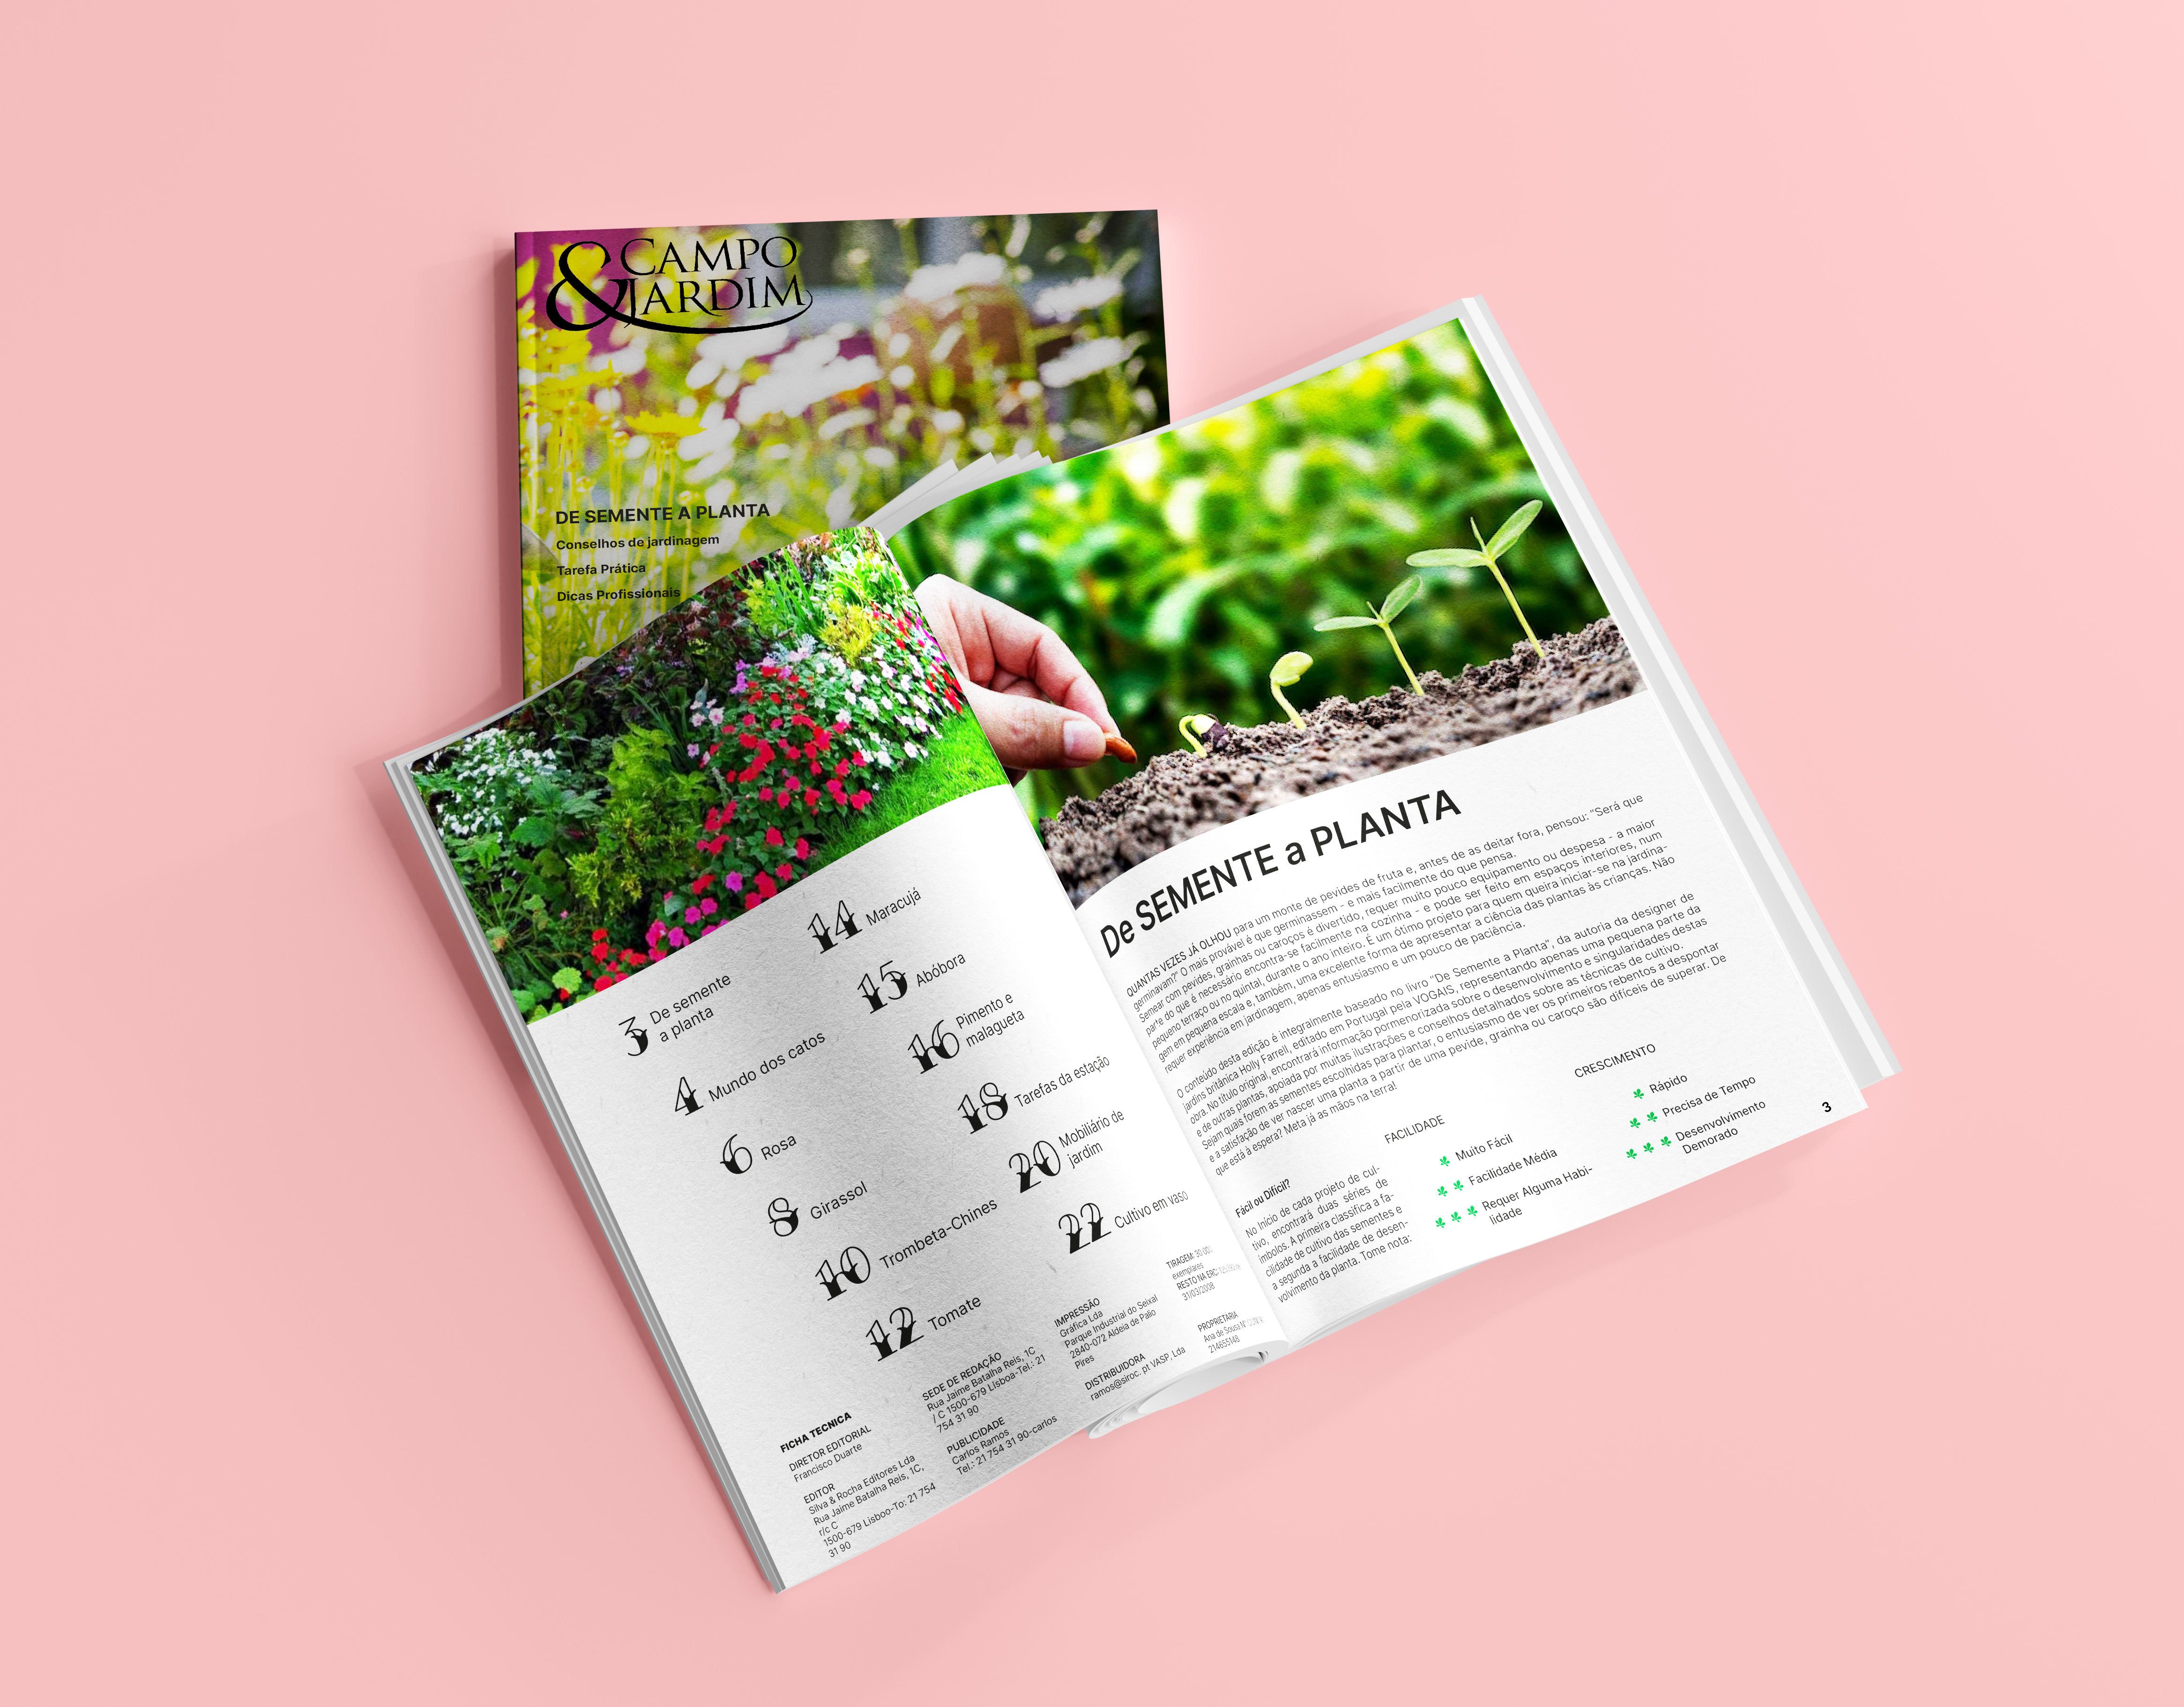 & CAMPO
JARDIM
DE SEMENTE A PLANTA
Conselhos de jardinagem
Tarefa Prática
Dicas Profissionais
3 De semente
a planta
4 Mundo dos catos
6 Rosa
8 Girassol
10 Trombeta-Chines
12 Tomate
14 Maracujá
15 Abóbora
16 Pimento e
malagueta
18 Tarefas da estação
20 Mobiliário de
jardim
22 Cultivo em vaso
FICHA TECNICA
DIRETOR EDITORIAL
Francisco Duarte
EDITOR
Silva & Rocha Editores Lda
Rua Jaime Batalha Reis, 1C,
r/c C
1500-679 Lisboo-To: 21 754
31 90
SEDE DE REDAÇÃO
Rua Jaime Batalha Reis, 1C
/ C 1500-679 Lisboa-Tel.: 21
754 31 90
PUBLICIDADE
Carlos Ramos
Tel.: 21 754 31 90-carlos
IMPRESSÃO
Gráfica Lda
Parque Industrial do Seixal
2840-072 Aldeia de Palio
Pires
DISTRIBUIDORA
ramos@siroc. pt VASP, Lda
TIRAGEM: 30
exemplares
RESTO NA ERC:
31/03/2008
PROPRIETARIA
Ana de Sousa Nº
214655148
De SEMENTE a PLANTA
QUANTAS VEZES JÁ OLHOU para um monte de pevides de fruta e, antes de as deitar fora, pensou: "Será que
germinavam?" O mais provável é que germinassem - e mais facilmente do que pensa.
Semear com pevides, grainhas ou caroços é divertido, requer muito pouco equipamento ou despesa - a maior
parte do que é necessário encontra-se facilmente na cozinha - e pode ser feito em espaços interiores, num
pequeno terraço ou no quintal, durante o ano inteiro. É um ótimo projeto para quem queira iniciar-se na jardina-
gem em pequena escala e, também, uma excelente forma de apresentar a ciência das plantas às crianças. Não
requer experiência em jardinagem, apenas entusiasmo e um pouco de paciência.
O conteúdo desta edição é integralmente baseado no livro "De Semente a Planta", da autoria da designer de
jardins britânica Holly Farrell, editado em Portugal pela VOGAIS, representando apenas uma pequena parte da
obra. No título original, encontrará informação pormenorizada sobre o desenvolvimento e singularidades destas
e de outras plantas, apoiada por muitas ilustrações e conselhos detalhados sobre as técnicas de cultivo.
Sejam quais forem as sementes escolhidas para plantar, o entusiasmo de ver os primeiros rebentos a despontar
e a satisfação de ver nascer uma planta a partir de uma pevide, grainha ou caroço são difíceis de superar. De
que está à espera? Meta já as mãos na terra!
Fácil ou Difícil?
No Início de cada projeto de cul-
tivo, encontrará duas séries de
ímbolos. A primeira classifica a fa-
cilidade de cultivo das sementes e
a segunda a facilidade de desen-
volvimento da planta. Tome nota:
FACILIDADE
Muito Fácil
Facilidade Média
Requer Alguma Habi-
lidade
CRESCIMENTO
Rápido
Precisa de Tempo
Desenvolvimento
Demorado
3